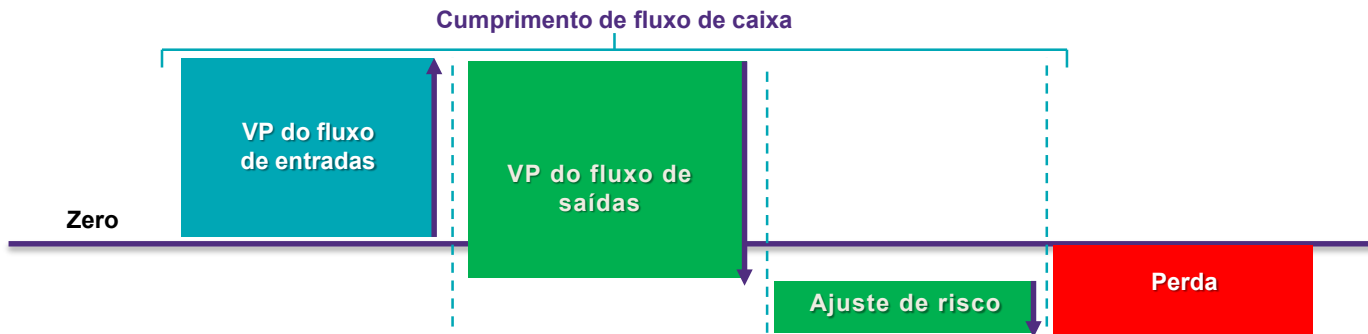 Cumprimento de fluxo de caixa
VP do fluxo
de entradas
VP do fluxo de
saídas
Zero
Ajuste de risco
Perda